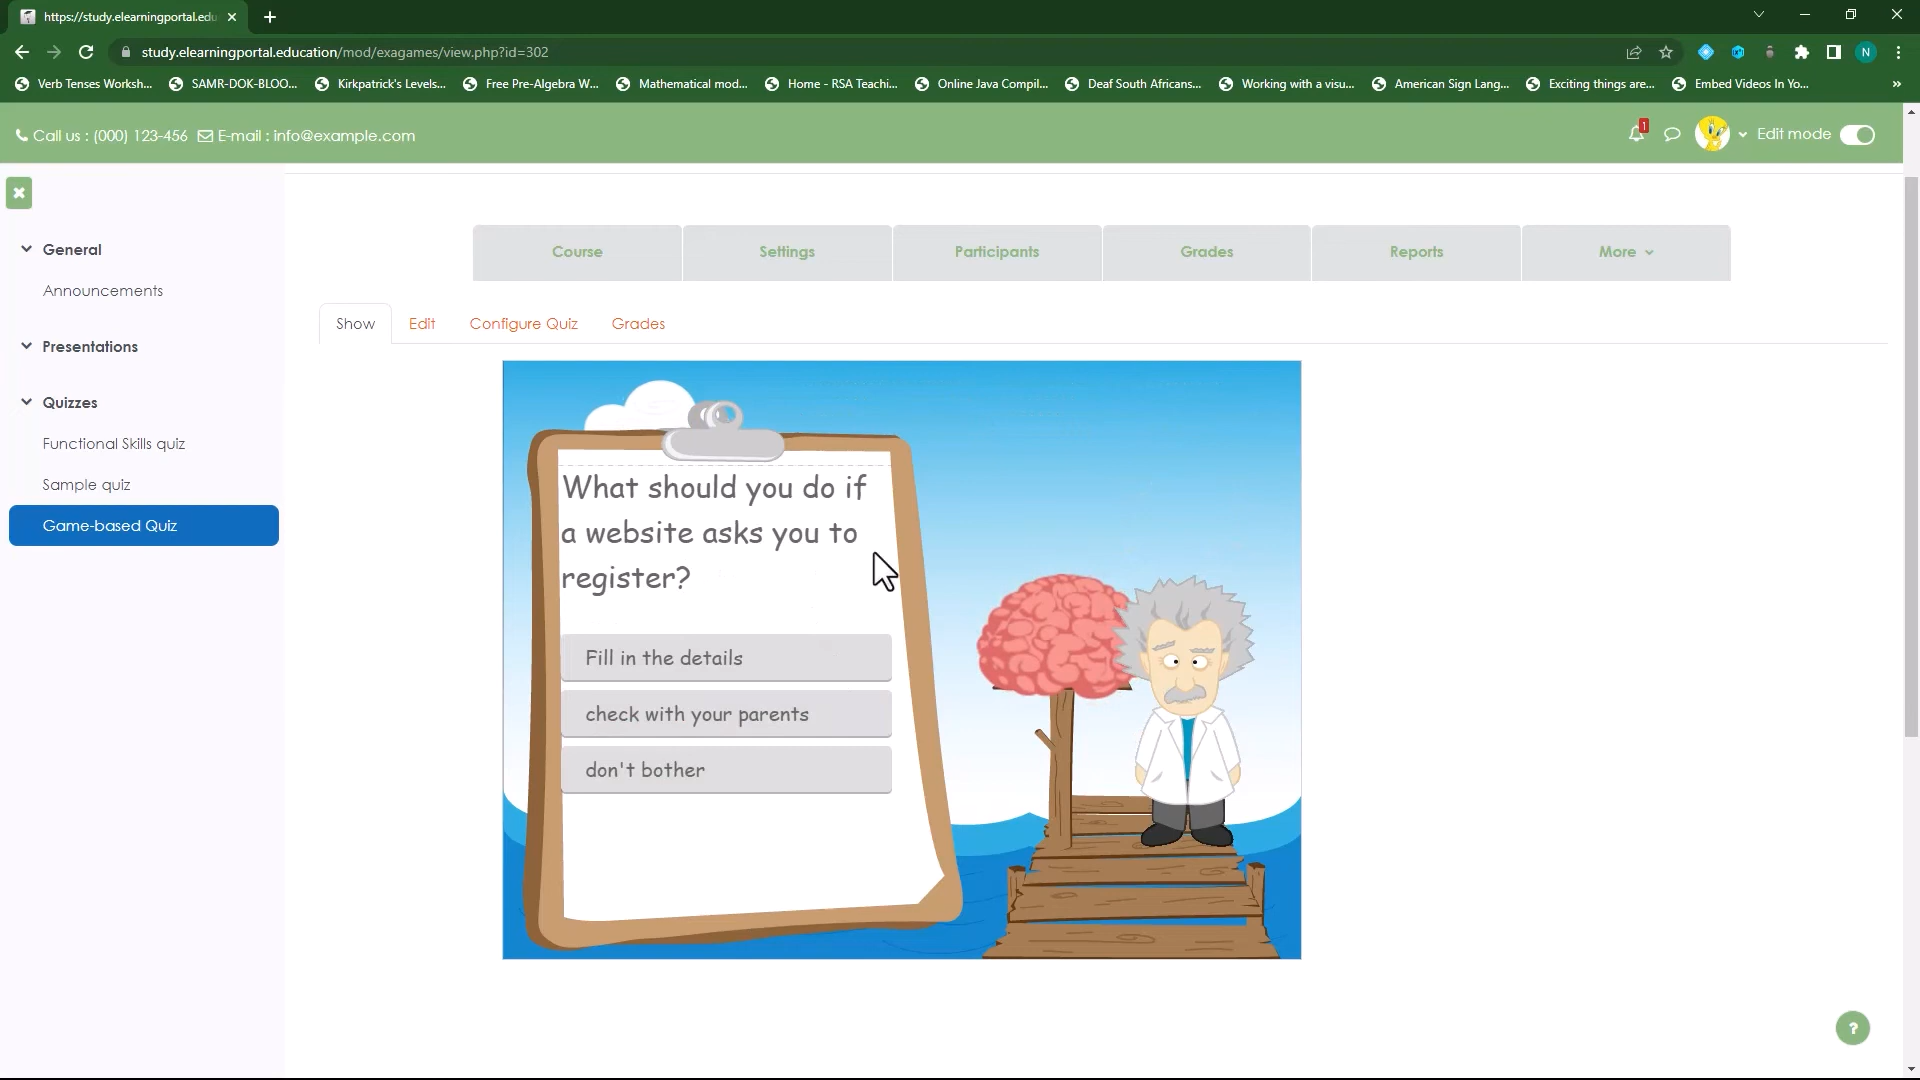 https://study.elearningportal.edu
study.elearningportal.education/mod/exagames/view.php?id=302
N
Verb Tenses Worksh...
SAMR-DOK-BLOO...
Kirkpatrick's Levels...
Free Pre-Algebra W...
Mathematical mod...
Home - RSA Teachi...
Online Java Compil...
Deaf South Africans...
Working with a visu...
American Sign Lang...
Exciting things are...
Embed Videos In Yo...
»
Call us : (000) 123-456 E-mail : info@example.com
1
Edit mode
General
Announcements
Presentations
Quizzes
Functional Skills quiz
Sample quiz
Game-based Quiz
Course
Settings
Participants
Grades
Reports
More
Show
Edit
Configure Quiz
Grades
What should you do if
a website asks you to
register?
Fill in the details
check with your parents
don't bother
?